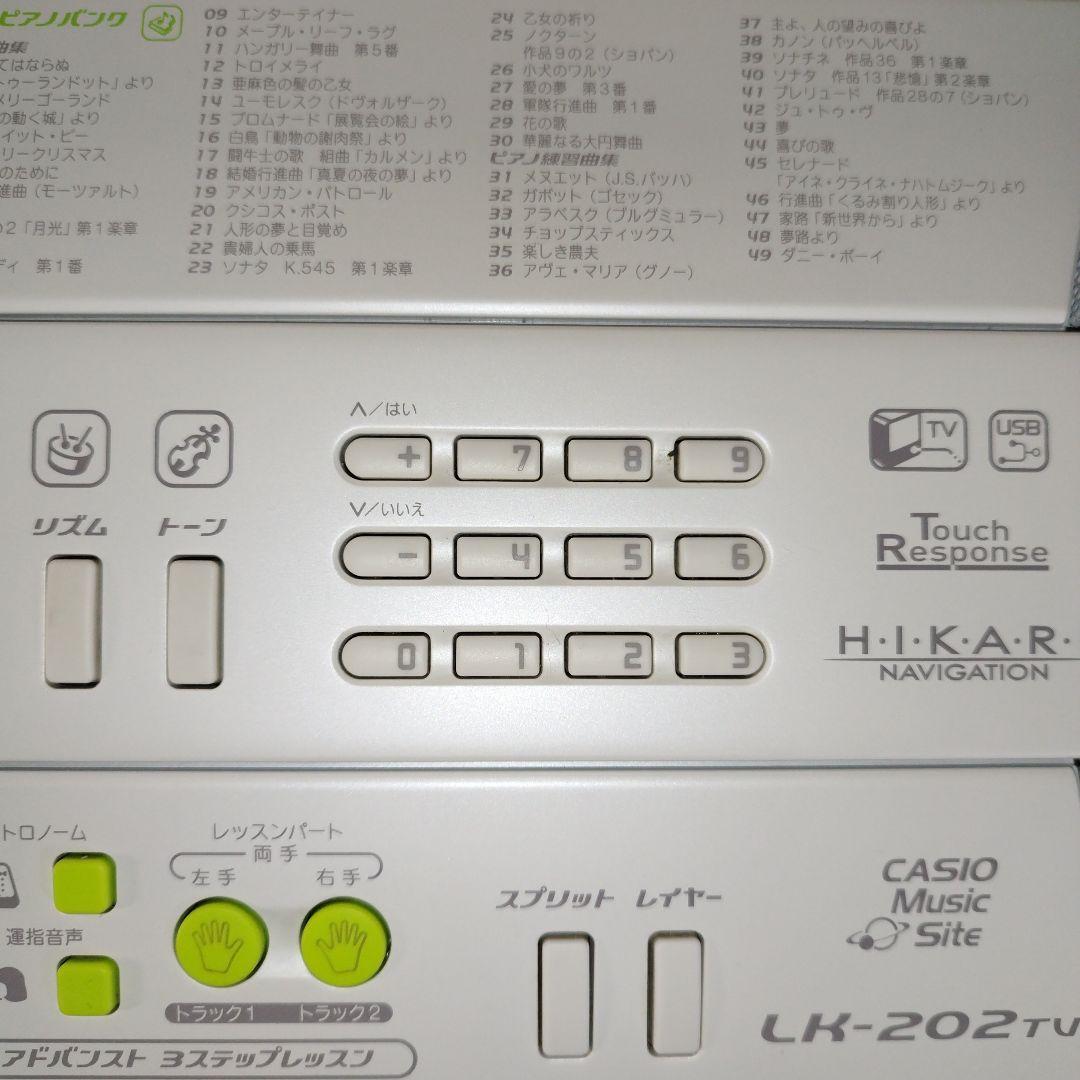 ピアノバンク
曲集
てはならぬ
トゥーランドット」より
メリーゴーランド
の動く城」より
イット・ビー
リークリスマス
のために
進曲(モーツァルト)
の2「月光」第1楽章
ディ 第1番
09 エンターテイナー
10 メープル・リーフ・ラグ
11 ハンガリー舞曲 第5番
12 トロイメライ
13 亜麻色の髪の乙女
14 ユーモレスク(ドヴォルザーク)
15 プロムナード「展覧会の絵」より
16 白鳥「動物の謝肉祭」より
17 闘牛士の歌 組曲「カルメン」より
18 結婚行進曲「真夏の夜の夢」より
19 アメリカン・パトロール
20 クシコス・ポスト
21 人形の夢と目覚め
22 貴婦人の乗馬
23 ソナタ K.545 第1楽章
24 乙女の祈り
25 ノクターン
作品9の2(ショパン)
26 小犬のワルツ
27 愛の夢 第3番
28 軍隊行進曲 第1番
29 花の歌
30 華麗なる大円舞曲
ピアノ練習曲集
31 メヌエット(J.S.バッハ)
32 ガボット(ゴセック)
33 アラベスク(ブルグミュラー)
34 チョップスティックス
35 楽しき農夫
36 アヴェ・マリア(グノー)
37 主よ、人の望みの喜びよ
38 カノン(パッヘルベル)
39 ソナチネ 作品36 第1楽章
40 ソナタ 作品13「悲愴」第2楽章
41 プレリュード 作品28の7(ショパン)
42 ジュ・トゥ・ヴ
43 夢
44 喜びの歌
45 セレナード
「アイネ・クライネ・ナハトムジーク」より
46 行進曲「くるみ割り人形」より
47 家路「新世界から」より
48 夢路より
49 ダニー・ボーイ
リズム
トーン
∧/はい
+ 7 8 9
∨/いいえ
- 4 5 6
0 1 2 3
TV
USB
Touch
Response
H・I・K・A・R・
NAVIGATION
トロノーム
運指音声
レッスンパート
両手
左手 右手
トラック1 トラック2
アドバンスト 3ステップレッスン
スプリット レイヤー
CASIO
Music
Site
LK-202TV